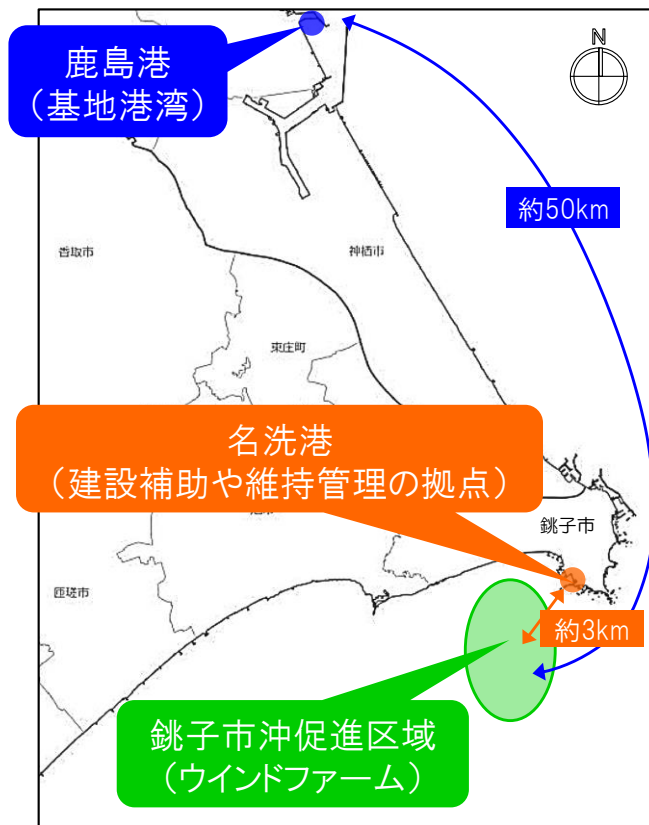 鹿島港
（基地港湾）
N
約50km
香取市
神栖市
東庄町
名洗港
（建設補助や維持管理の拠点）
銚子市
匝瑳市
約3km
銚子市沖促進区域
（ウインドファーム）